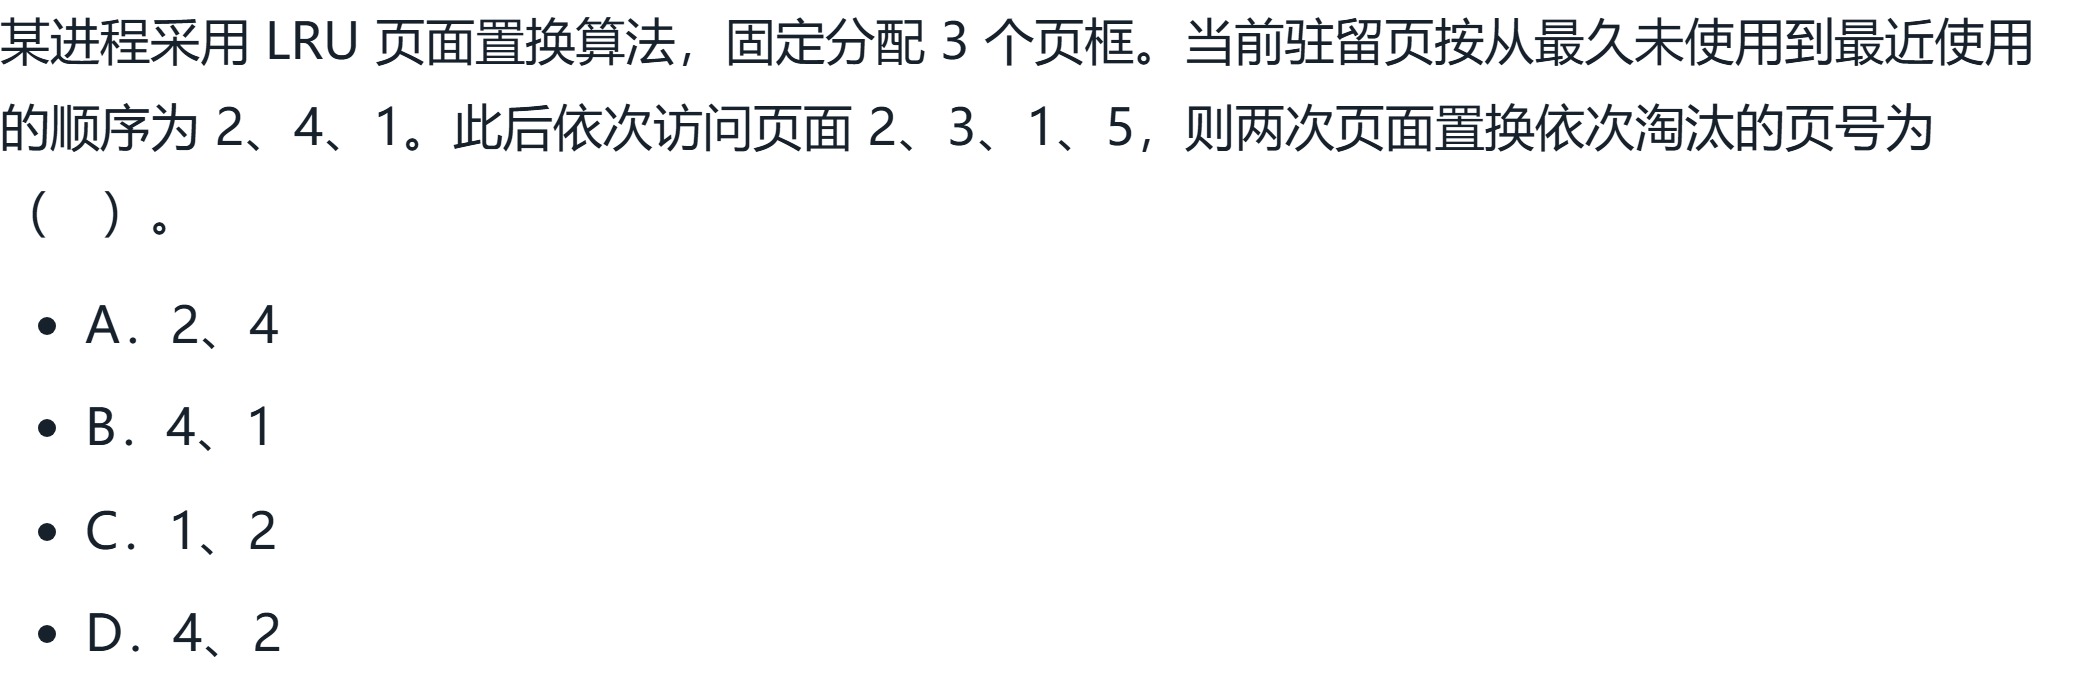 某进程采用 LRU 页面置换算法，固定分配 3 个页框。当前驻留页按从最久未使用到最近使用
的顺序为 2、4、1。此后依次访问页面 2、3、1、5，则两次页面置换依次淘汰的页号为
（　）。
• A. 2、4
• B. 4、1
• C. 1、2
• D. 4、2